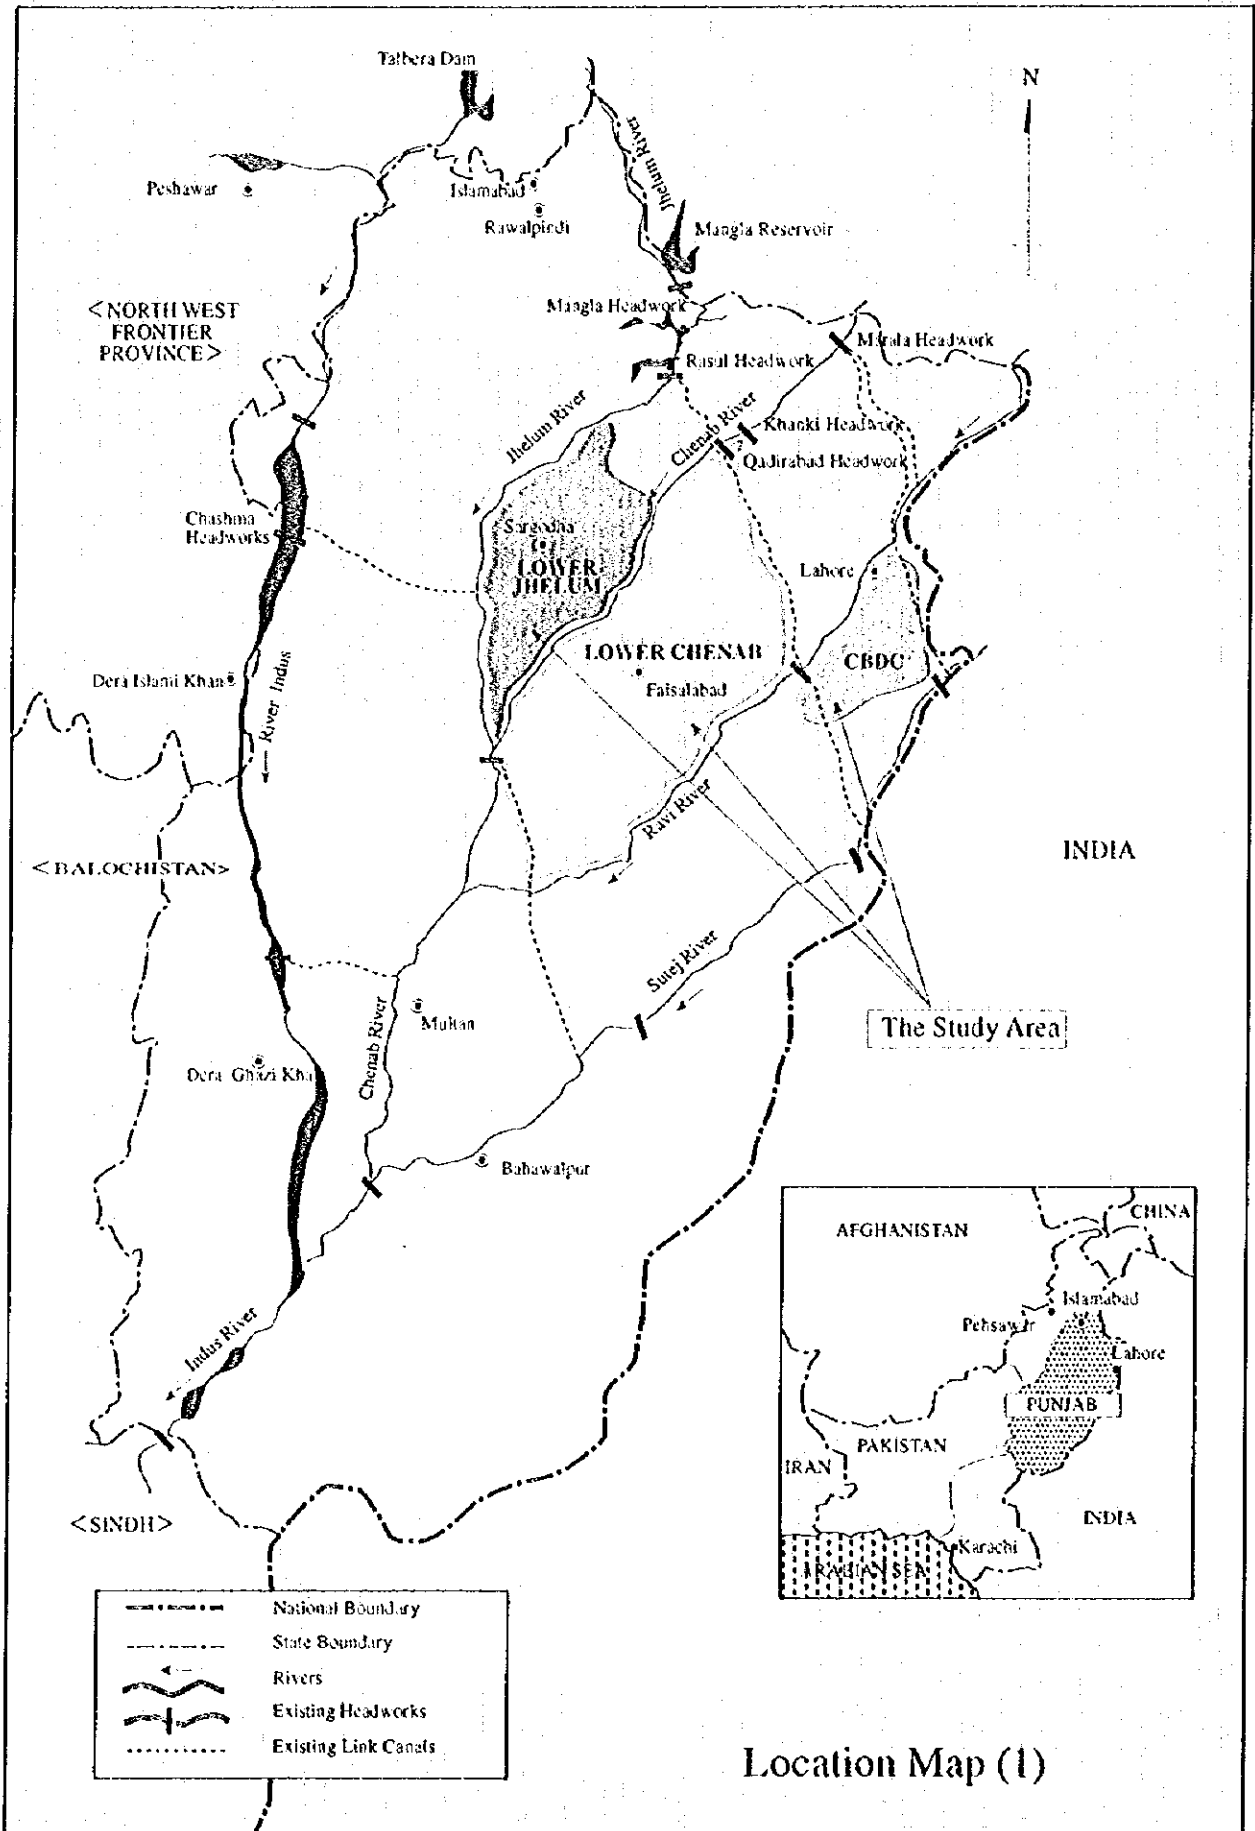 Talbera Dam
N
Jhelum River
Peshawar
Islamabad
Rawalpindi
Mangla Reservoir
<NORTH WEST
FRONTIER
PROVINCE>
Mangla Headwork
Marala Headwork
Rasul Headwork
Jhelum River
Chenab River
Khanki Headwork
Qadirabad Headwork
Chashma
Headworks
Sargodha
LOWER
JHELUM
Lahore
LOWER CHENAB
CBDC
Faisalabad
Dera Islami Khan
River Indus
Ravi River
INDIA
<BALOCHISTAN>
Sutej River
The Study Area
Multan
Chenab River
Dera Ghazi Kha
Bahawalpur
Indus River
<SINDH>
AFGHANISTAN
CHINA
Islamabad
Pehsawar
Lahore
PUNJAB
PAKISTAN
IRAN
INDIA
Karachi
ARABIAN SEA
National Boundary
State Boundary
Rivers
Existing Headworks
Existing Link Canals
Location Map (1)